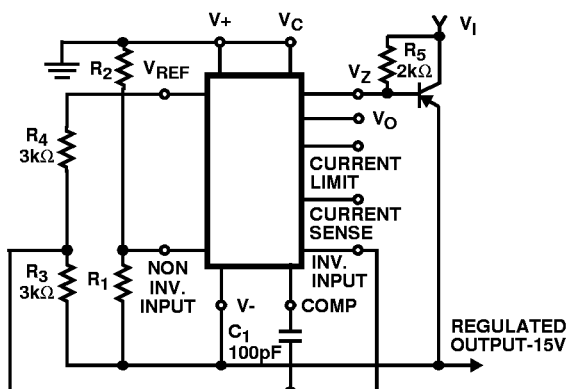 V+
VC
VI
R5
2kΩ
R2
VREF
VZ
VO
R4
3kΩ
CURRENT
LIMIT
CURRENT
SENSE
R3
3kΩ
R1
NON
INV.
INPUT
INV.
INPUT
V-
COMP
C1
100pF
REGULATED
OUTPUT-15V